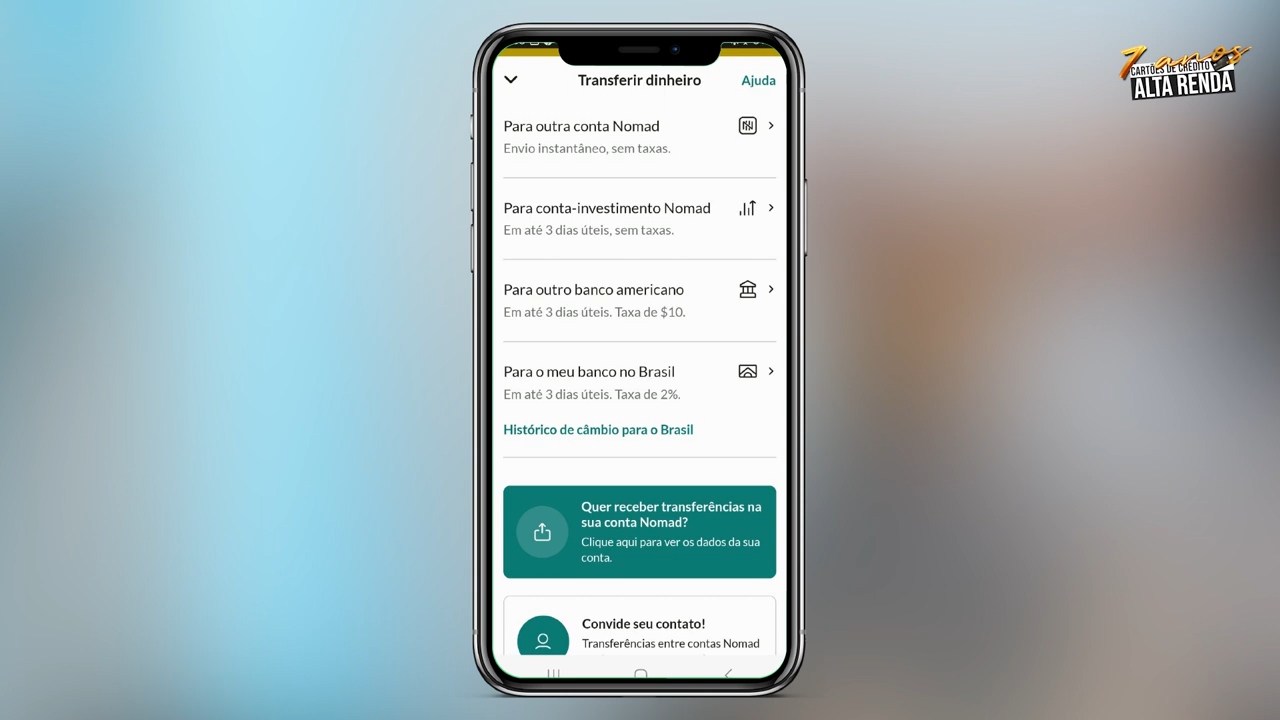 7 anos
CARTÕES DE CRÉDITO
ALTA RENDA
Transferir dinheiro
Ajuda
Para outra conta Nomad
Envio instantâneo, sem taxas.
Para conta-investimento Nomad
Em até 3 dias úteis, sem taxas.
Para outro banco americano
Em até 3 dias úteis. Taxa de $10.
Para o meu banco no Brasil
Em até 3 dias úteis. Taxa de 2%.
Histórico de câmbio para o Brasil
Quer receber transferências na
sua conta Nomad?
Clique aqui para ver os dados da sua
conta.
Convide seu contato!
Transferências entre contas Nomad